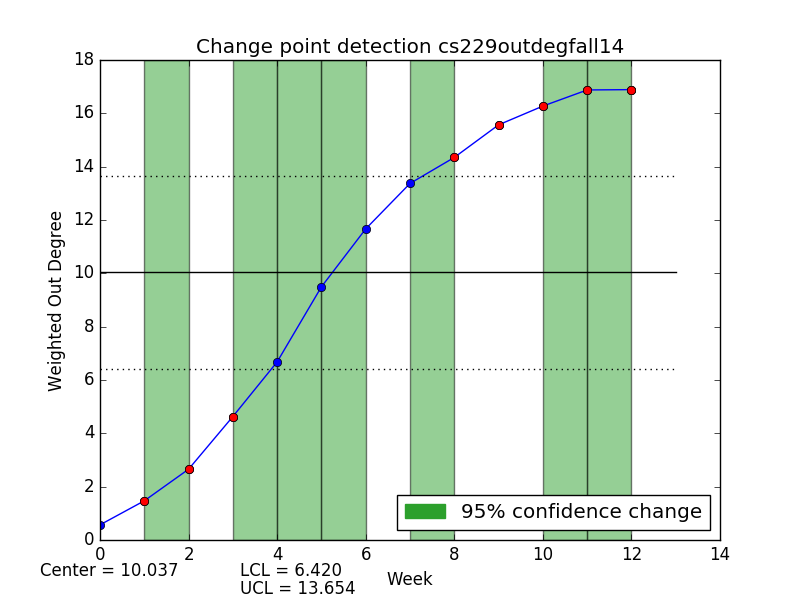 Change point detection cs229outdegfall14
18
16
14
12
10
8
6
4
2
0
Weighted Out Degree
95% confidence change
0 2 4 6 8 10 12 14
Center = 10.037 LCL = 6.420
Week
UCL = 13.654